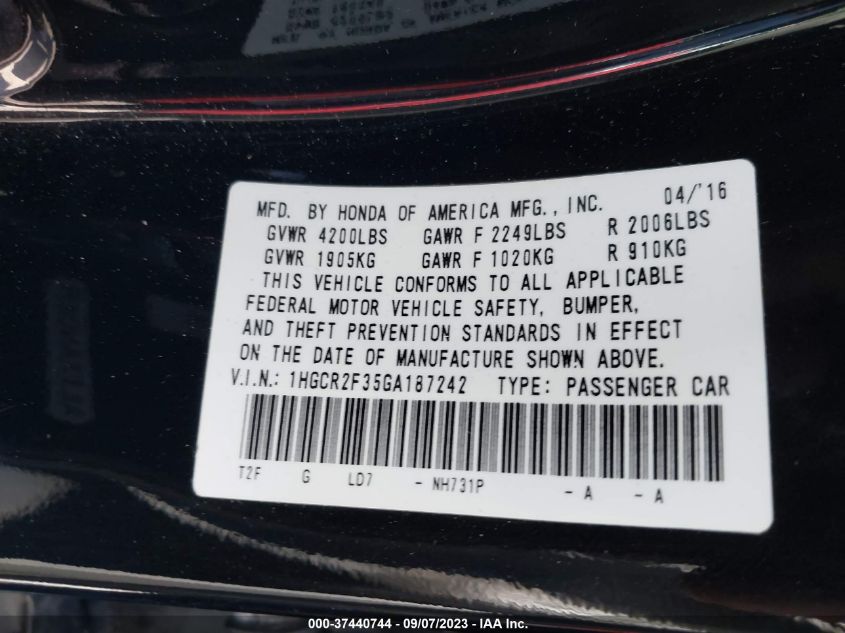 MFD. BY HONDA OF AMERICA MFG., INC. 04/'16
GVWR 4200LBS GAWR F 2249LBS R 2006LBS
GVWR 1905KG GAWR F 1020KG R 910KG
THIS VEHICLE CONFORMS TO ALL APPLICABLE
FEDERAL MOTOR VEHICLE SAFETY, BUMPER,
AND THEFT PREVENTION STANDARDS IN EFFECT
ON THE DATE OF MANUFACTURE SHOWN ABOVE.
V.I.N.: 1HGCR2F35GA187242 TYPE: PASSENGER CAR
T2F G LD7 - NH731P - A - A
000-37440744 - 09/07/2023 - IAA Inc.